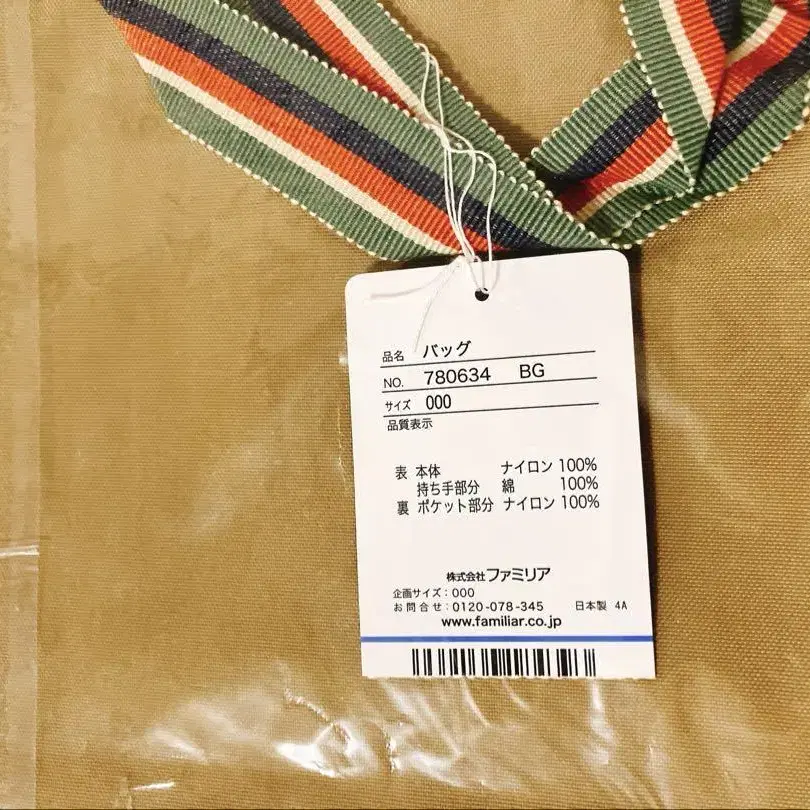 品名 バッグ
NO. 780634 BG
サイズ 000
品質表示
表 本体 ナイロン 100%
持ち手部分 綿 100%
裏 ポケット部分 ナイロン 100%
株式会社ファミリア
企画サイズ:000
お問合せ:0120-078-345 日本製 4A
www.familiar.co.jp